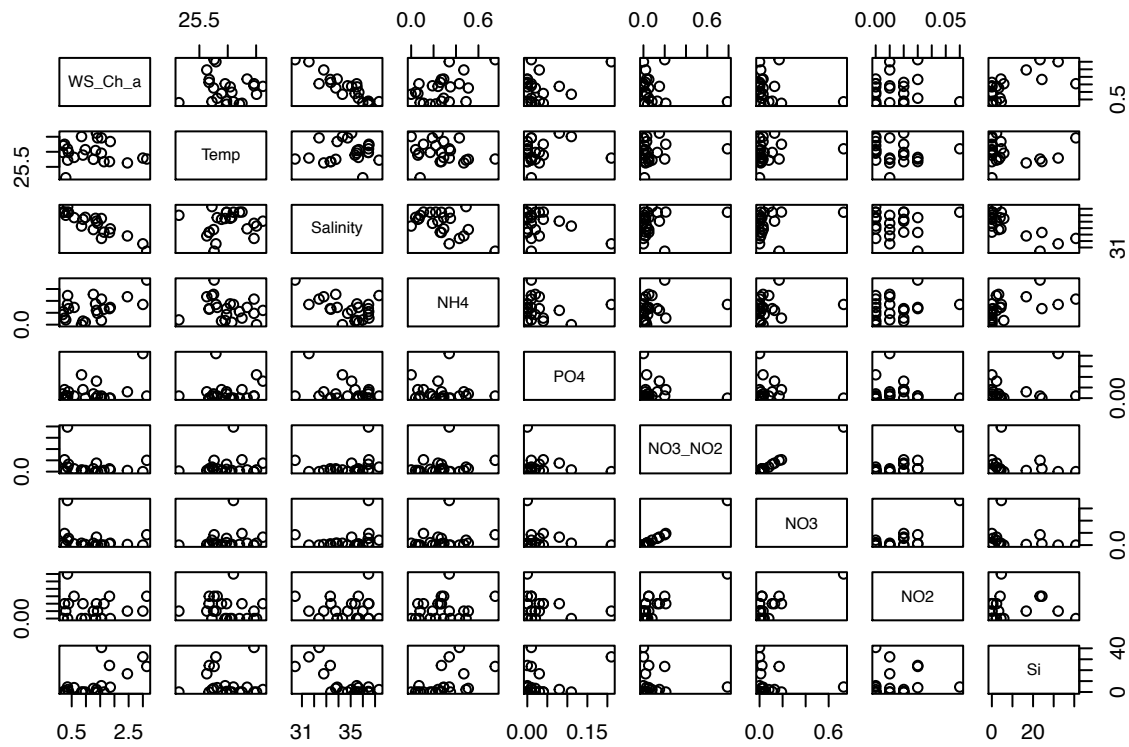 25.5 0.0 0.6 0.0 0.6 0.00 0.05
WS_Ch_a 0.5
25.5 Temp
Salinity 31
0.0 NH4
PO4 0.00
0.0 NO3_NO2
NO3 0.0
0.00 NO2
Si 0 40
0.5 2.5 31 35 0.00 0.15 0.0 0.6 0 20